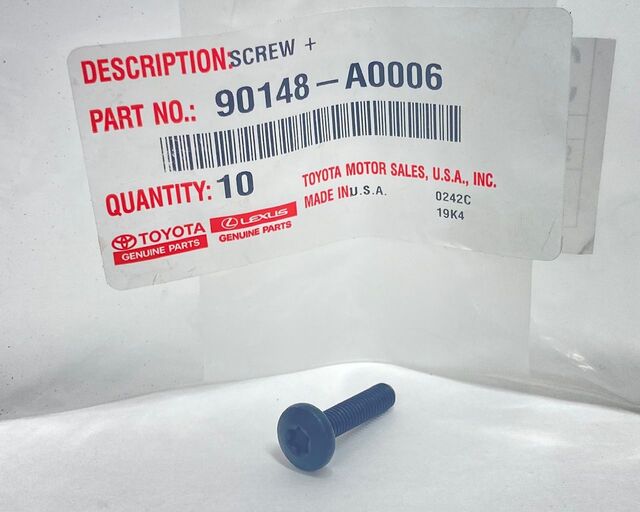 DESCRIPTION: SCREW +
PART NO.: 90148-A0006
QUANTITY: 10
TOYOTA MOTOR SALES, U.S.A., INC.
MADE IN U.S.A.
0242C
19K4
TOYOTA
GENUINE PARTS
LEXUS
GENUINE PARTS